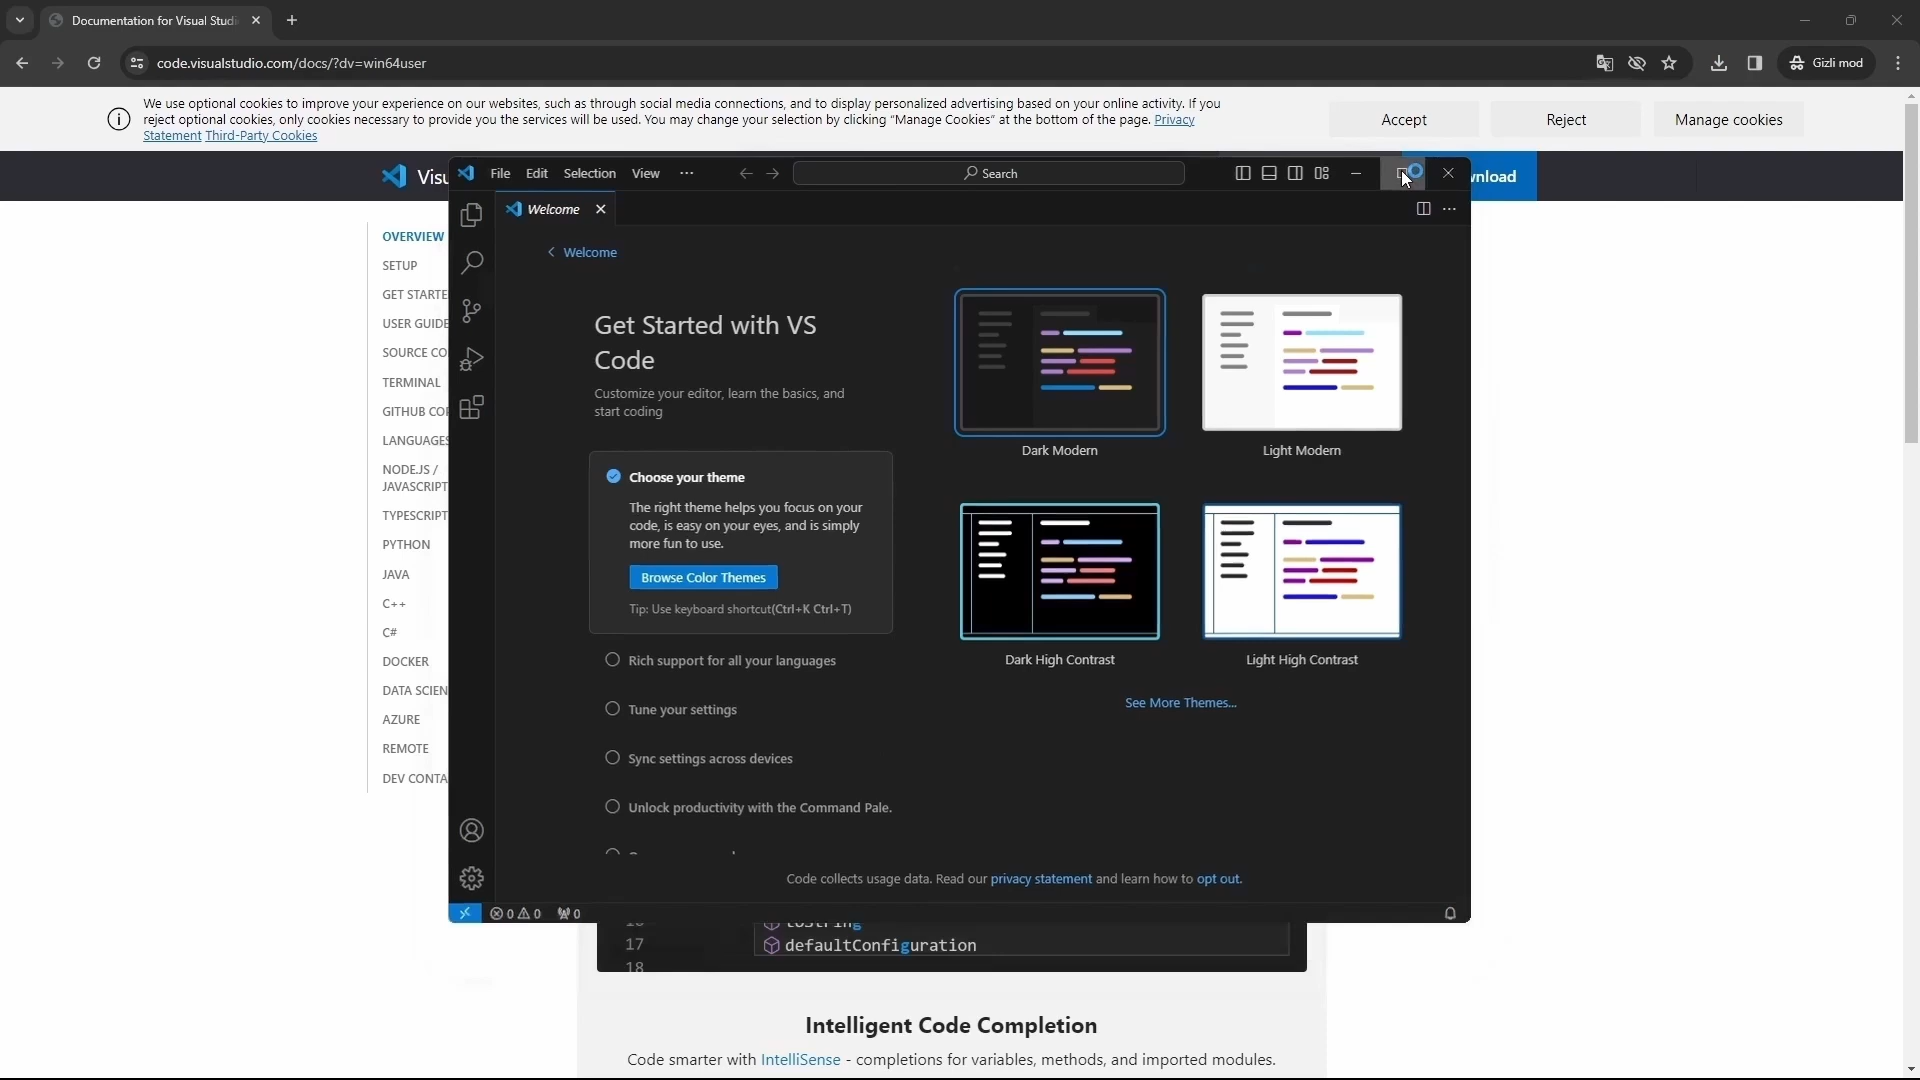 Documentation for Visual Studi
code.visualstudio.com/docs/?dv=win64user
Gizli mod
We use optional cookies to improve your experience on our websites, such as through social media connections, and to display personalized advertising based on your online activity. If you
reject optional cookies, only cookies necessary to provide you the services will be used. You may change your selection by clicking “Manage Cookies” at the bottom of the page. Privacy
Statement Third-Party Cookies
Accept
Reject
Manage cookies
Visu
wnload
File Edit Selection View
Search
Welcome
Welcome
OVERVIEW
SETUP
GET STARTE
USER GUIDE
SOURCE CO
TERMINAL
GITHUB COP
LANGUAGES
NODE.JS /
JAVASCRIPT
TYPESCRIPT
PYTHON
JAVA
C++
C#
DOCKER
DATA SCIEN
AZURE
REMOTE
DEV CONTA
Get Started with VS
Code
Customize your editor, learn the basics, and
start coding
Choose your theme
The right theme helps you focus on your
code, is easy on your eyes, and is simply
more fun to use.
Browse Color Themes
Tip: Use keyboard shortcut(Ctrl+K Ctrl+T)
Rich support for all your languages
Tune your settings
Sync settings across devices
Unlock productivity with the Command Pale.
Dark Modern
Light Modern
Dark High Contrast
Light High Contrast
See More Themes...
Code collects usage data. Read our privacy statement and learn how to opt out.
0 0 0
toString
17 defaultConfiguration
18
Intelligent Code Completion
Code smarter with IntelliSense - completions for variables, methods, and imported modules.